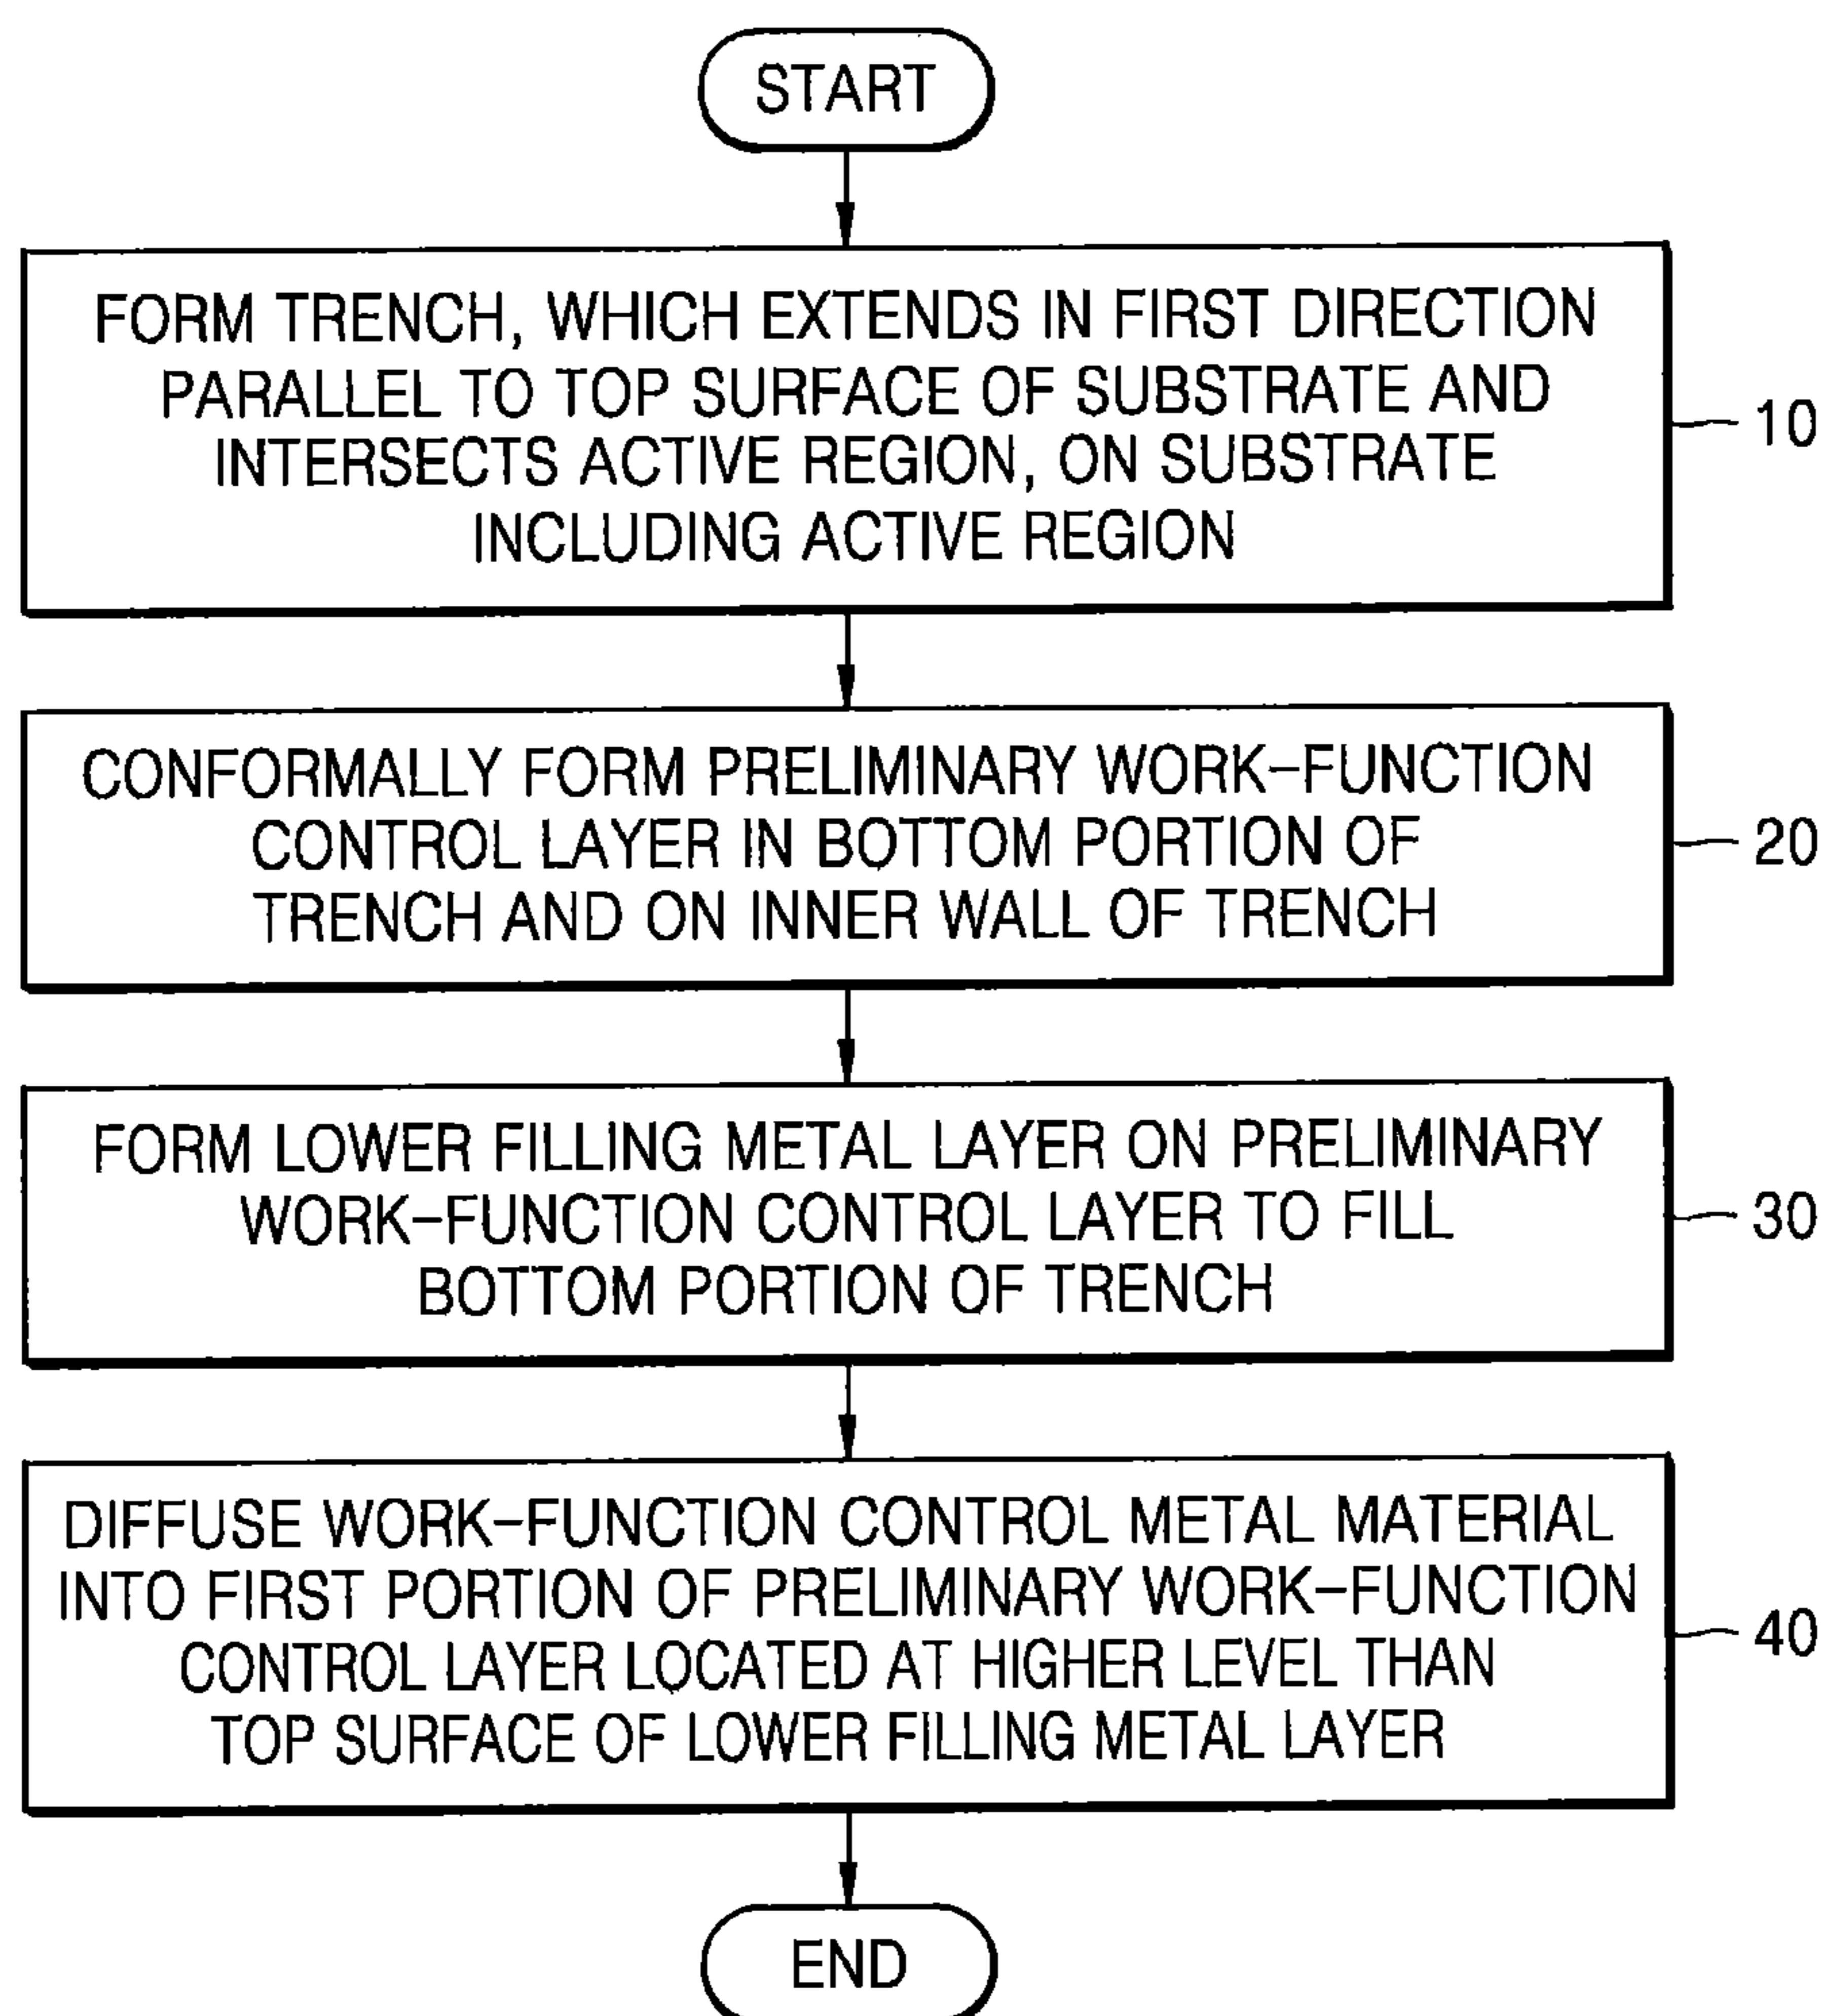 START
FORM TRENCH, WHICH EXTENDS IN FIRST DIRECTION
PARALLEL TO TOP SURFACE OF SUBSTRATE AND
INTERSECTS ACTIVE REGION, ON SUBSTRATE
INCLUDING ACTIVE REGION
10
CONFORMALLY FORM PRELIMINARY WORK-FUNCTION
CONTROL LAYER IN BOTTOM PORTION OF
TRENCH AND ON INNER WALL OF TRENCH
20
FORM LOWER FILLING METAL LAYER ON PRELIMINARY
WORK-FUNCTION CONTROL LAYER TO FILL
BOTTOM PORTION OF TRENCH
30
DIFFUSE WORK-FUNCTION CONTROL METAL MATERIAL
INTO FIRST PORTION OF PRELIMINARY WORK-FUNCTION
CONTROL LAYER LOCATED AT HIGHER LEVEL THAN
TOP SURFACE OF LOWER FILLING METAL LAYER
40
END